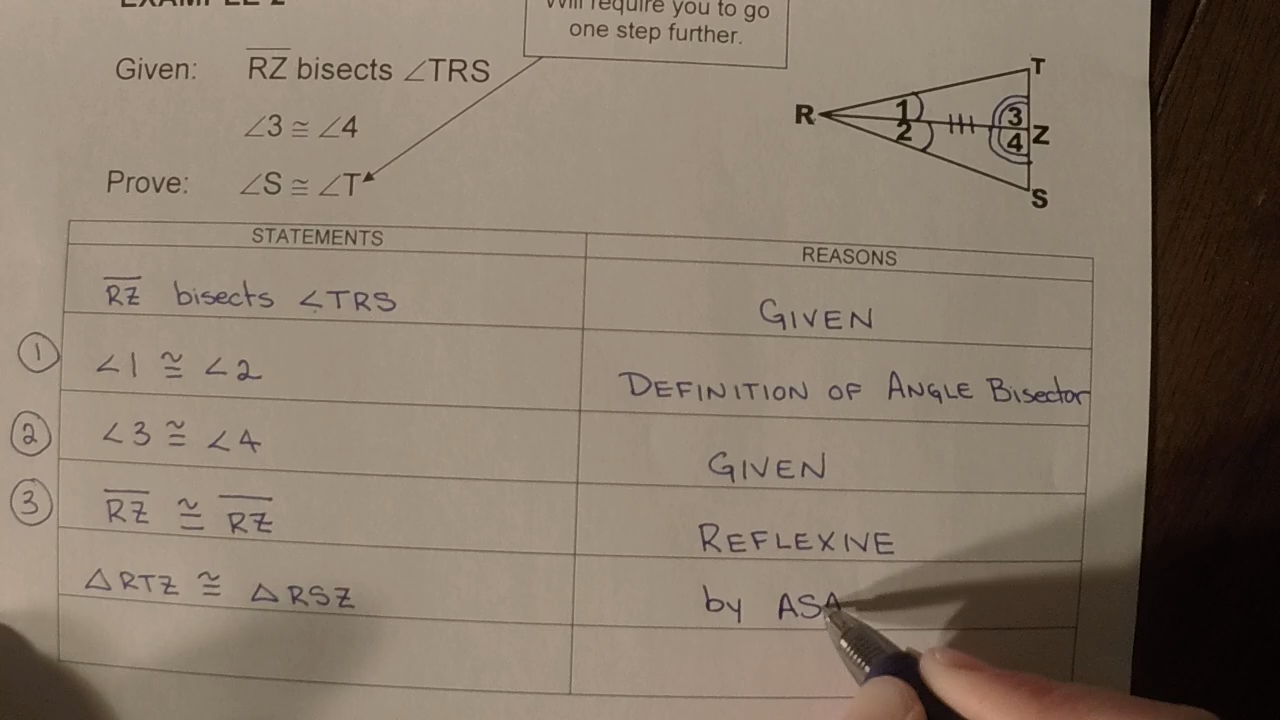 EXAMPLE 2
Will require you to go
one step further.
Given: RZ bisects ∠TRS
∠3 ≅ ∠4
Prove: ∠S ≅ ∠T
T
R
1
2
3
4
Z
S
STATEMENTS REASONS
RZ bisects ∠TRS GIVEN
① ∠1 ≅ ∠2 DEFINITION OF ANGLE Bisector
② ∠3 ≅ ∠4 GIVEN
③ RZ ≅ RZ REFLEXIVE
△RTZ ≅ △RSZ by ASA